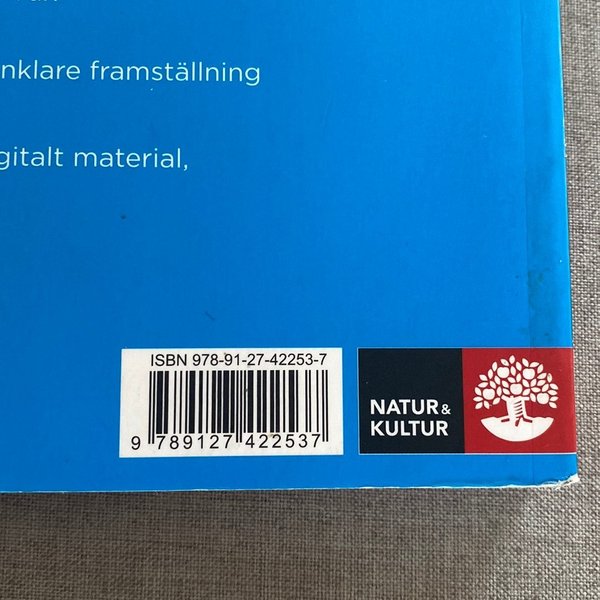 nklare framställning
gitalt material,
ISBN 978-91-27-42253-7
9 789127 422537
NATUR &
KULTUR